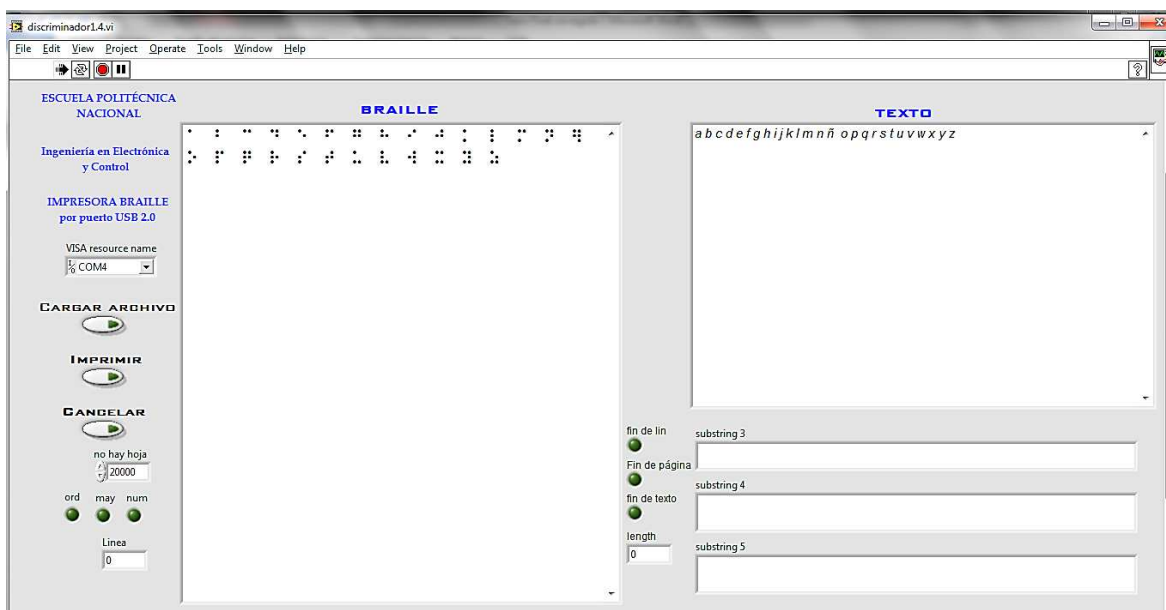 discriminador1.4.vi
File Edit View Project Operate Tools Window Help
ESCUELA POLITÉCNICA
NACIONAL
Ingeniería en Electrónica
y Control
IMPRESORA BRAILLE
por puerto USB 2.0
VISA resource name
COM4
CARGAR ARCHIVO
IMPRIMIR
CANCELAR
no hay hoja
20000
ord may num
Linea
0
BRAILLE
⠁ ⠃ ⠉ ⠙ ⠑ ⠋ ⠛ ⠓ ⠊ ⠚ ⠅ ⠇ ⠍ ⠝ ⠻
⠕ ⠏ ⠟ ⠗ ⠎ ⠞ ⠥ ⠧ ⠺ ⠭ ⠽ ⠵
TEXTO
a b c d e f g h i j k l m n ñ o p q r s t u v w x y z
fin de lin
Fin de página
fin de texto
length
0
substring 3
substring 4
substring 5